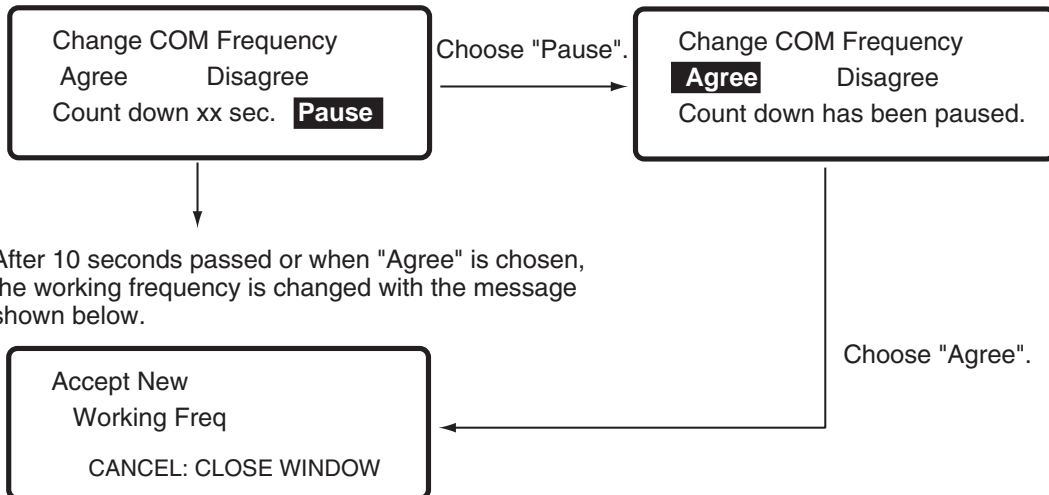 Change COM Frequency
Agree Disagree
Count down xx sec. Pause
Choose "Pause".
Change COM Frequency
Agree Disagree
Count down has been paused.
After 10 seconds passed or when "Agree" is chosen,
the working frequency is changed with the message
shown below.
Choose "Agree".
Accept New
Working Freq
CANCEL: CLOSE WINDOW